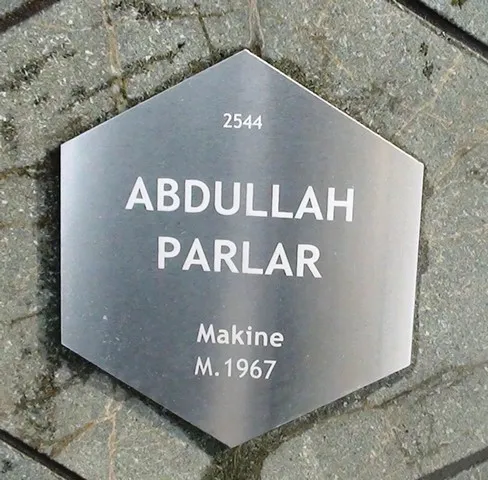 2544
ABDULLAH
PARLAR
Makine
M.1967